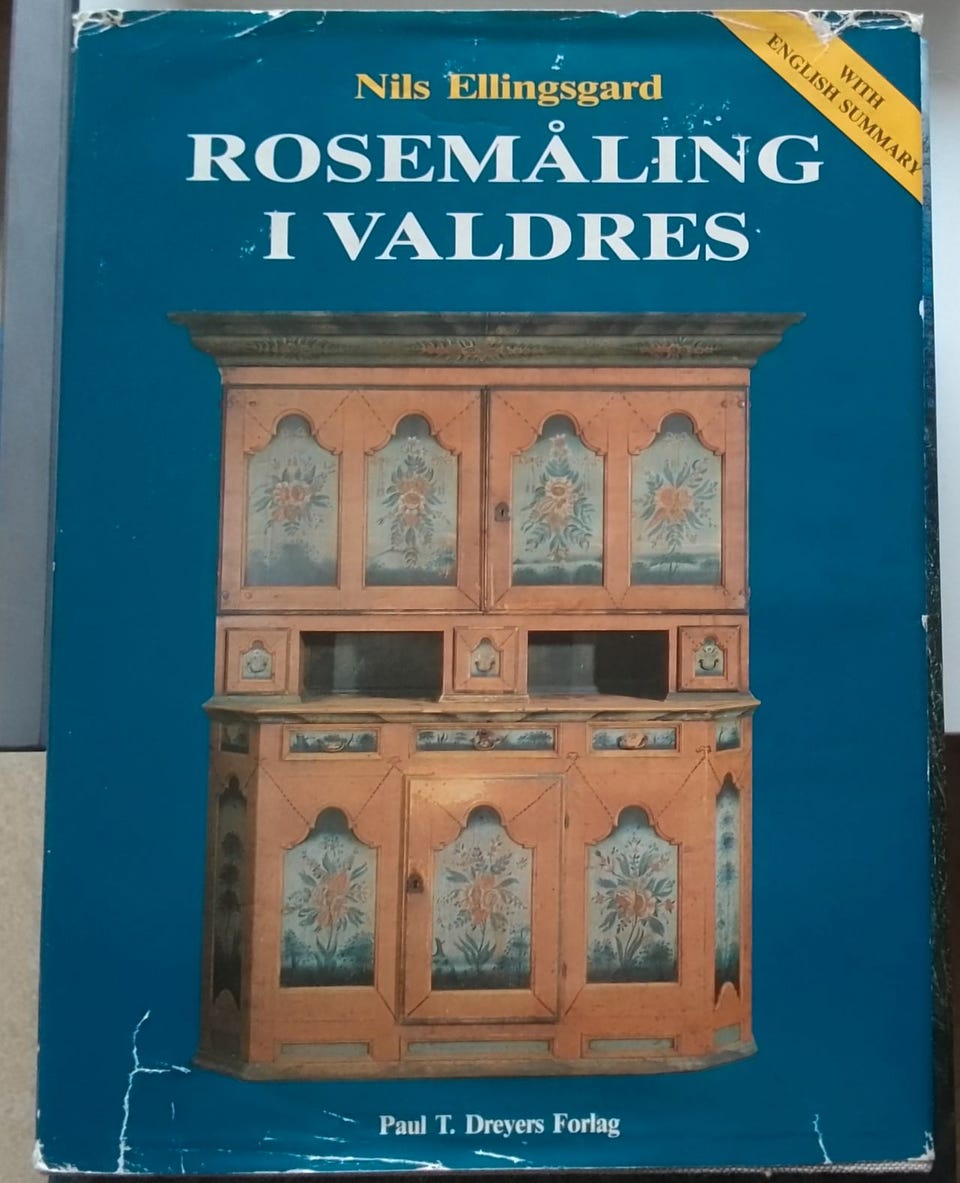 Nils Ellingsgard
WITH
ENGLISH SUMMARY
ROSEMÅLING
I VALDRES
Paul T. Dreyers Forlag